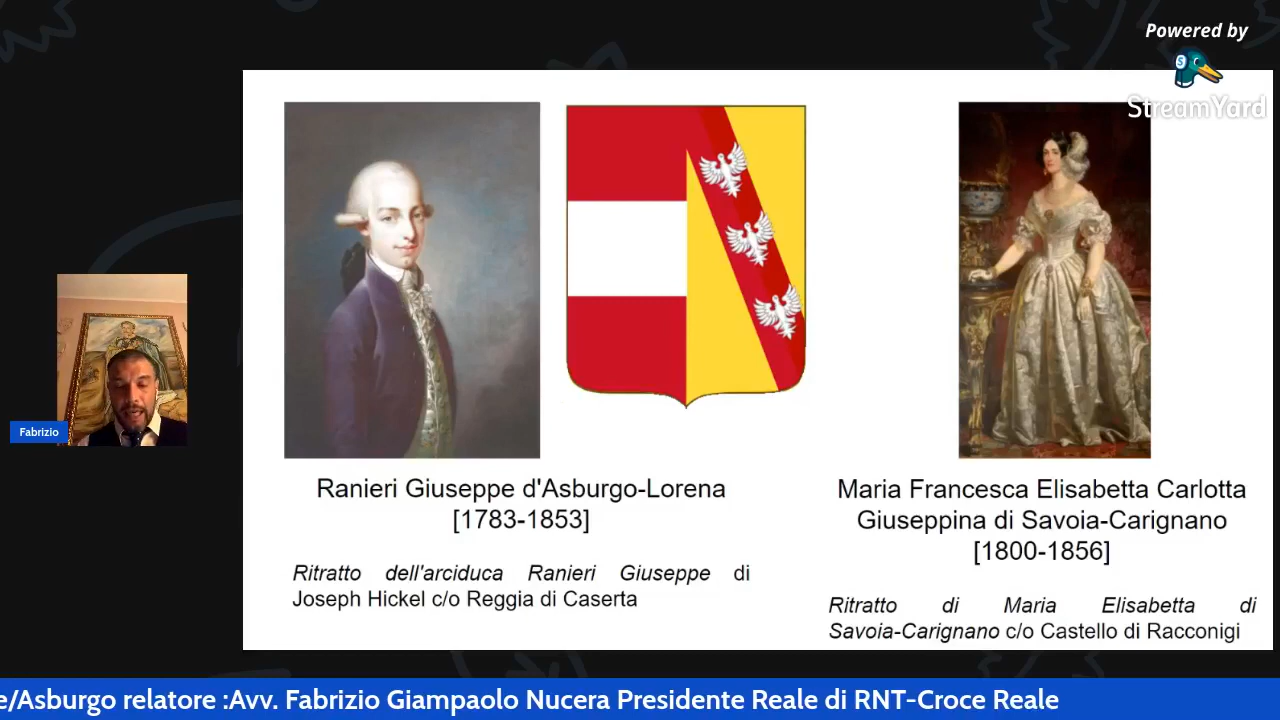 Powered by
StreamYard
Ranieri Giuseppe d'Asburgo-Lorena
[1783-1853]
Ritratto dell'arciduca Ranieri Giuseppe di
Joseph Hickel c/o Reggia di Caserta
Maria Francesca Elisabetta Carlotta
Giuseppina di Savoia-Carignano
[1800-1856]
Ritratto di Maria Elisabetta di
Savoia-Carignano c/o Castello di Racconigi
Fabrizio
e/Asburgo relatore :Avv. Fabrizio Giampaolo Nucera Presidente Reale di RNT-Croce Reale